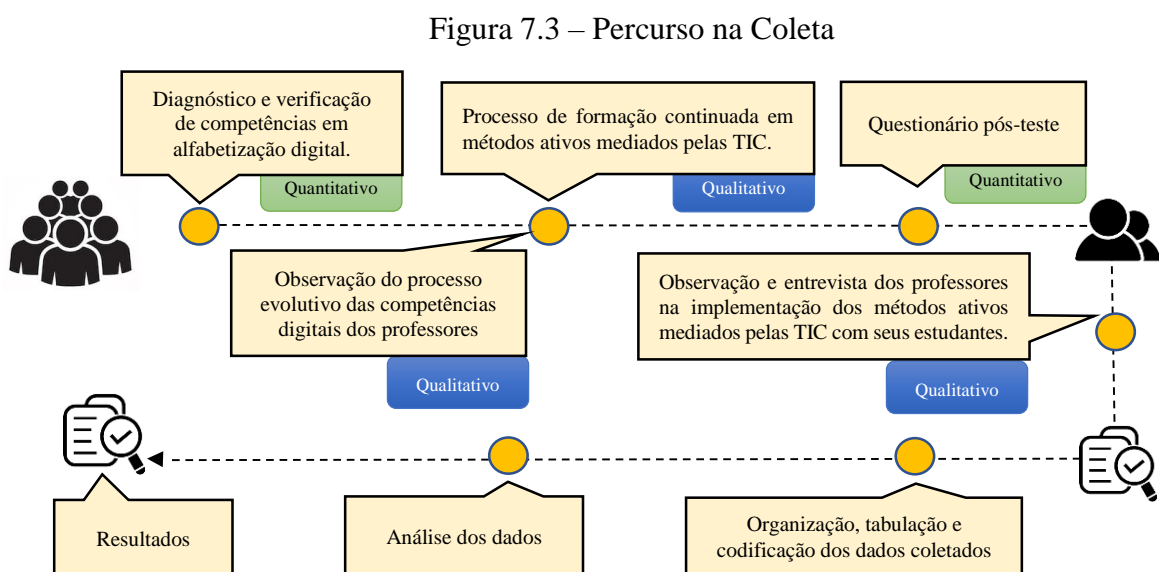 Figura 7.3 – Percurso na Coleta
Diagnóstico e verificação
de competências em
alfabetização digital.
Quantitativo
Processo de formação continuada em
métodos ativos mediados pelas TIC.
Qualitativo
Questionário pós-teste
Quantitativo
Observação do processo
evolutivo das competências
digitais dos professores
Qualitativo
Observação e entrevista dos professores
na implementação dos métodos ativos
mediados pelas TIC com seus estudantes.
Qualitativo
Organização, tabulação e
codificação dos dados coletados
Análise dos dados
Resultados